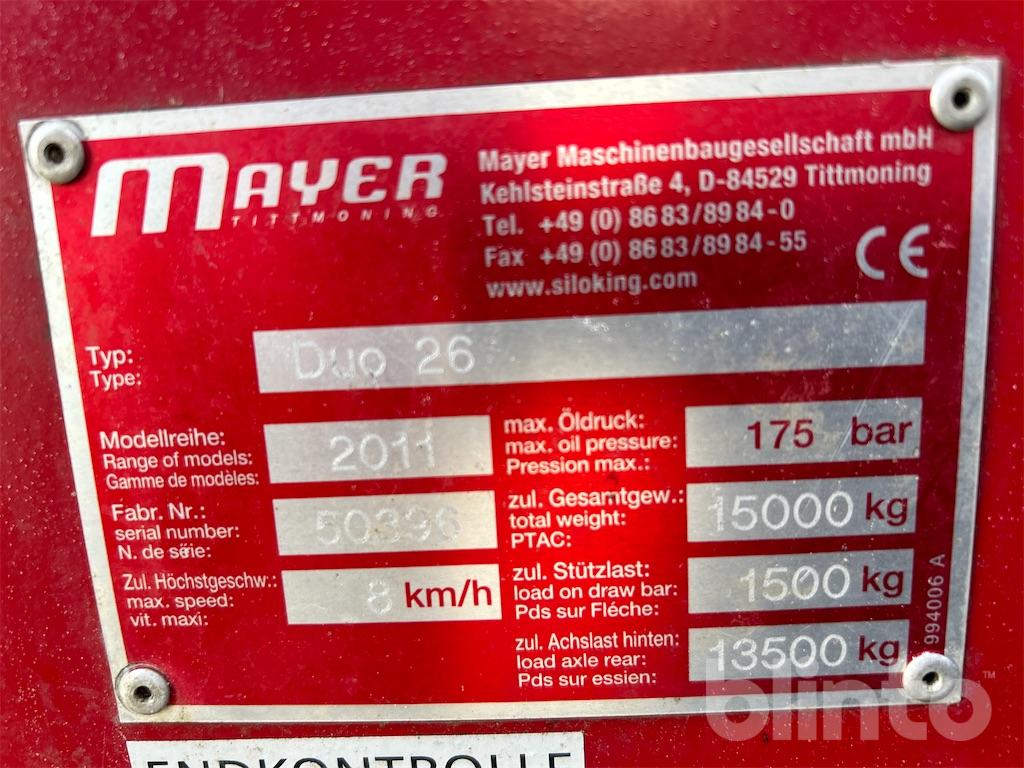 MAYER
TITTMONING
Mayer Maschinenbaugesellschaft mbH
Kehlsteinstraße 4, D-84529 Tittmoning
Tel. +49 (0) 86 83/89 84-0
Fax +49 (0) 86 83/89 84-55
www.siloking.com
CE
Typ:
Type:
Duo 26
Modellreihe:
Range of models:
Gamme de modèles:
2011
Fabr. Nr.:
serial number:
N. de série:
50396
Zul. Höchstgeschw.:
max. speed:
vit. maxi:
8 km/h
max. Öldruck:
max. oil pressure:
Pression max.:
175 bar
zul. Gesamtgew.:
total weight:
PTAC:
15000 kg
zul. Stützlast:
load on draw bar:
Pds sur Fléche:
1500 kg
zul. Achslast hinten:
load axle rear:
Pds sur essien:
13500 kg
994006 A
blinto™
ENDKONTROLLE